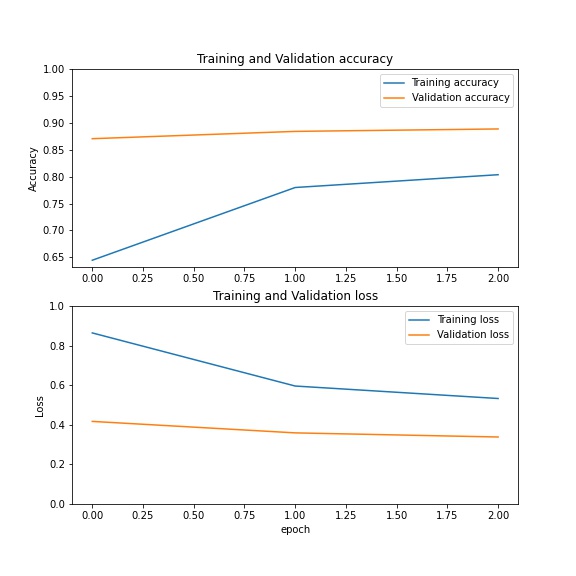 Training and Validation accuracy
1.00
0.95
0.90
0.85
0.80
0.75
0.70
0.65
Accuracy
Training accuracy
Validation accuracy
0.00 0.25 0.50 0.75 1.00 1.25 1.50 1.75 2.00
Training and Validation loss
1.0
0.8
0.6
0.4
0.2
0.0
Loss
Training loss
Validation loss
0.00 0.25 0.50 0.75 1.00 1.25 1.50 1.75 2.00
epoch